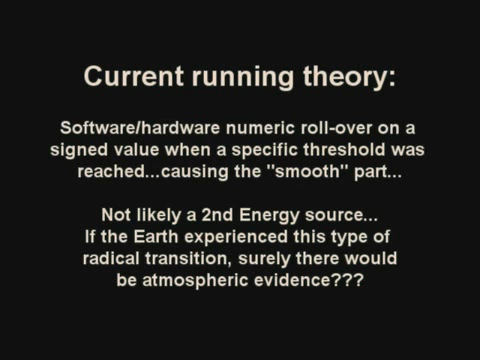 Current running theory:
Software/hardware numeric roll-over on a
signed value when a specific threshold was
reached...causing the "smooth" part...
Not likely a 2nd Energy source...
If the Earth experienced this type of
radical transition, surely there would
be atmospheric evidence???